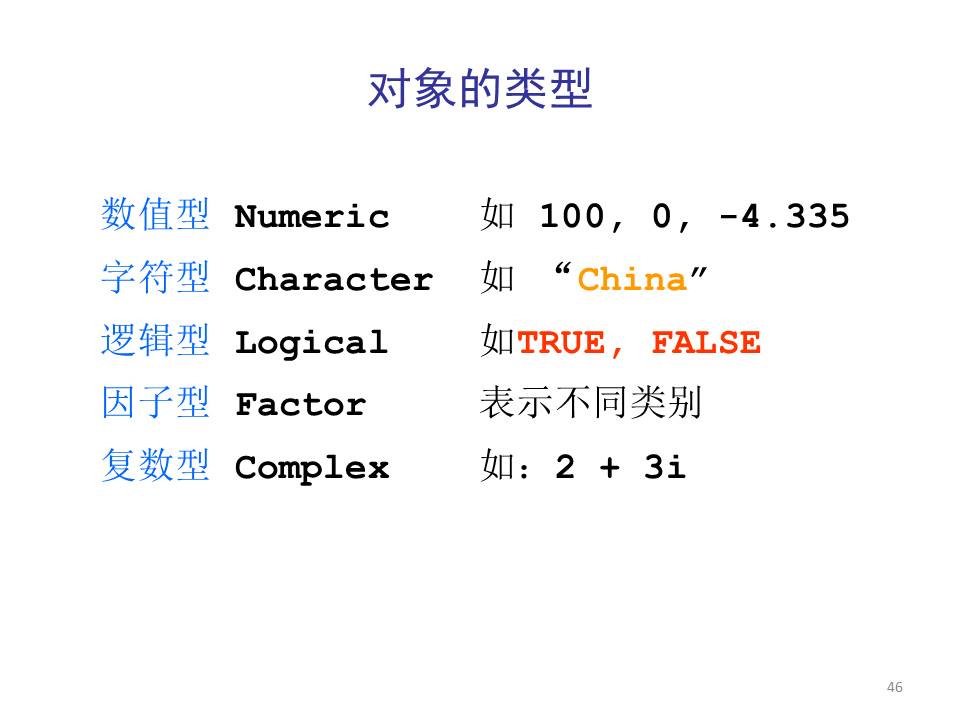 对象的类型
数值型 Numeric 如 100, 0, -4.335
字符型 Character 如 “China”
逻辑型 Logical 如TRUE, FALSE
因子型 Factor 表示不同类别
复数型 Complex 如: 2 + 3i
46